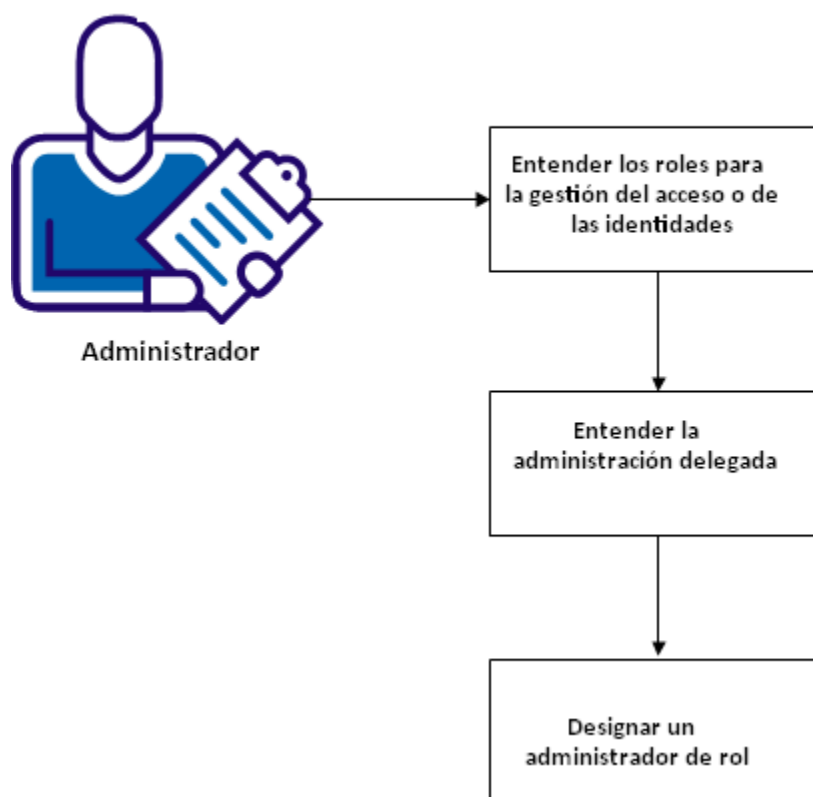 Administrador
Entender los roles para
la gestión del acceso o de
las identidades
Entender la
administración delegada
Designar un
administrador de rol